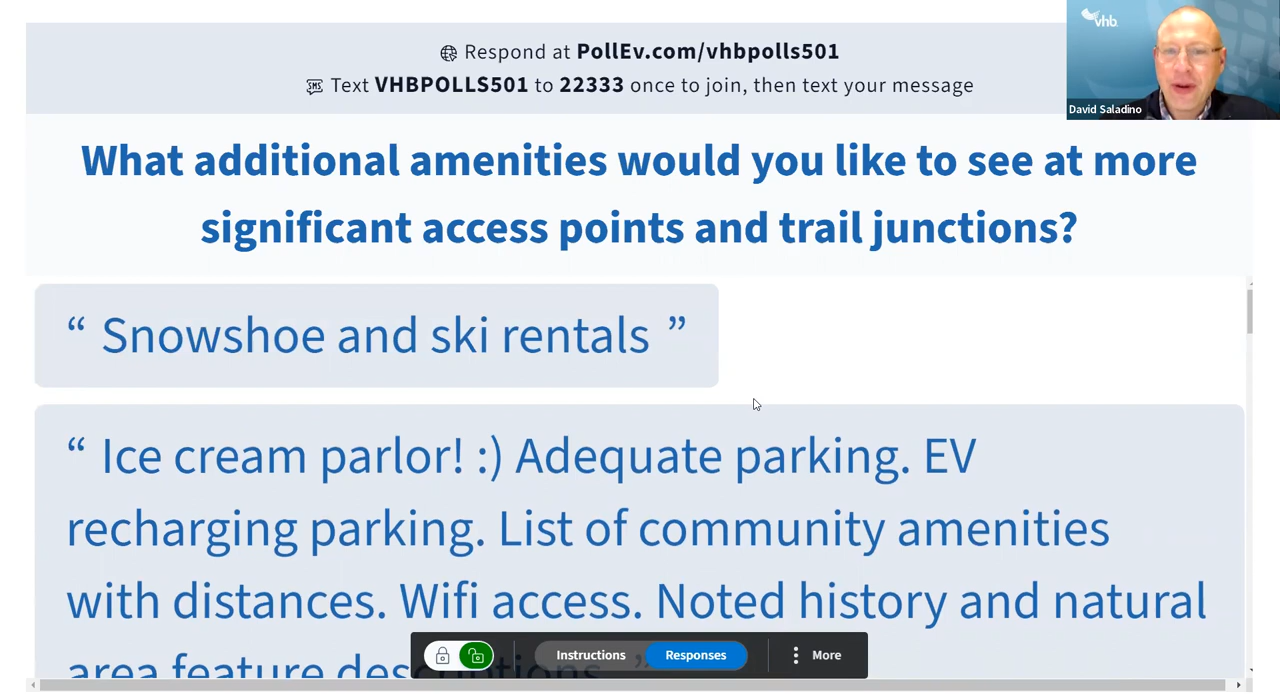 Respond at PollEv.com/vhbpolls501
SMS Text VHBPOLLS501 to 22333 once to join, then text your message
vhb
David Saladino
What additional amenities would you like to see at more
significant access points and trail junctions?
“ Snowshoe and ski rentals ”
“ Ice cream parlor! :) Adequate parking. EV
recharging parking. List of community amenities
with distances. Wifi access. Noted history and natural
area feature descriptions. ”
Instructions Responses More